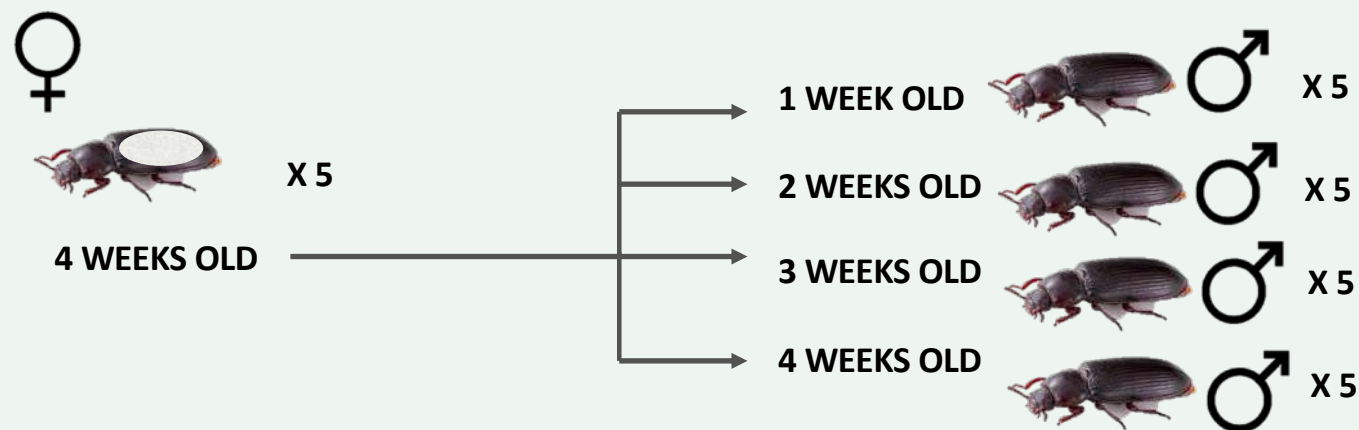 X 5
4 WEEKS OLD
1 WEEK OLD
X 5
2 WEEKS OLD
X 5
3 WEEKS OLD
X 5
4 WEEKS OLD
X 5